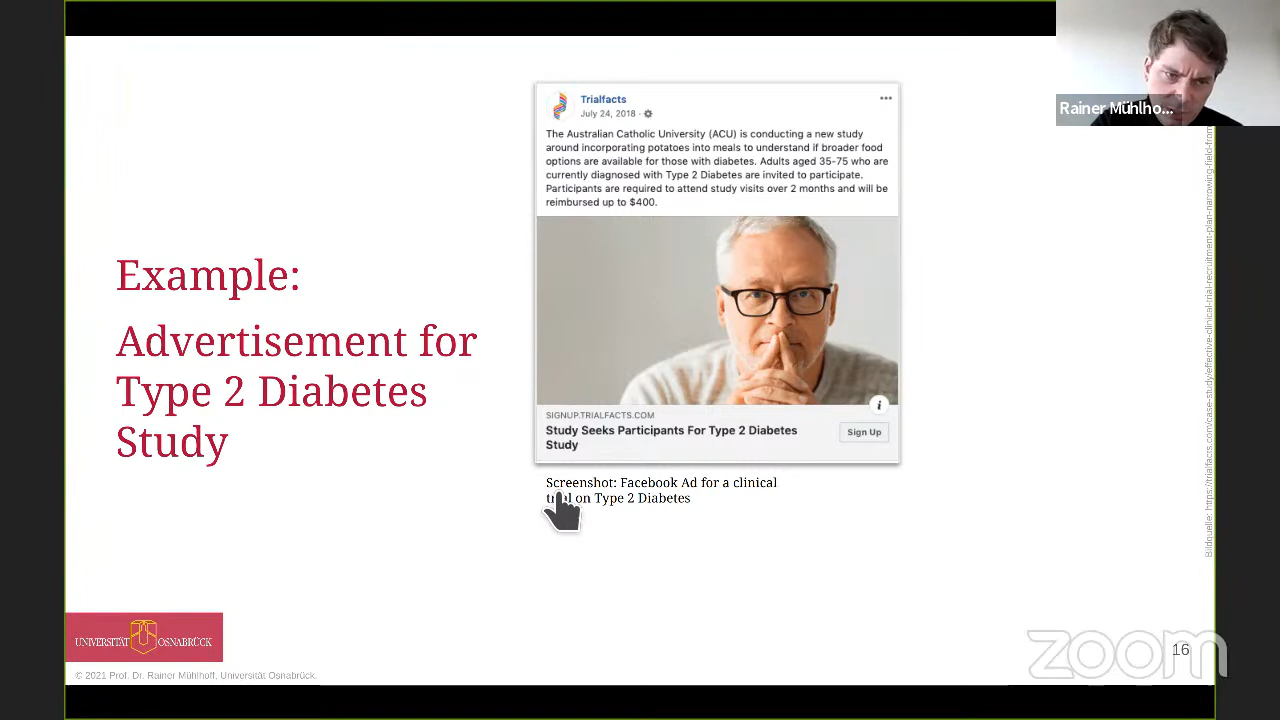 Rainer Mühlho...
Trialfacts
July 24, 2018 ·
The Australian Catholic University (ACU) is conducting a new study
around incorporating potatoes into meals to understand if broader food
options are available for those with diabetes. Adults aged 35-75 who are
currently diagnosed with Type 2 Diabetes are invited to participate.
Participants are required to attend study visits over 2 months and will be
reimbursed up to $400.
Example:
Advertisement for
Type 2 Diabetes
Study
i
SIGNUP.TRIALFACTS.COM
Study Seeks Participants For Type 2 Diabetes
Study
Sign Up
Screenshot: Facebook Ad for a clinical
trial on Type 2 Diabetes
Bildquelle: https://trialfacts.com/case-study/effective-clinical-trial-recruitment-plan-narrowing-field-from
UNIVERSITÄT OSNABRÜCK
zoom
16
© 2021 Prof. Dr. Rainer Mühlhoff, Universität Osnabrück.